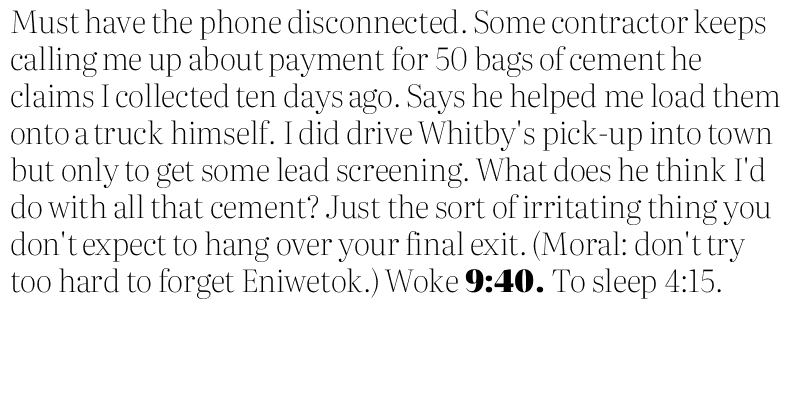 Must have the phone disconnected. Some contractor keeps
calling me up about payment for 50 bags of cement he
claims I collected ten days ago. Says he helped me load them
onto a truck himself. I did drive Whitby's pick-up into town
but only to get some lead screening. What does he think I'd
do with all that cement? Just the sort of irritating thing you
don't expect to hang over your final exit. (Moral: don't try
too hard to forget Eniwetok.) Woke 9:40. To sleep 4:15.